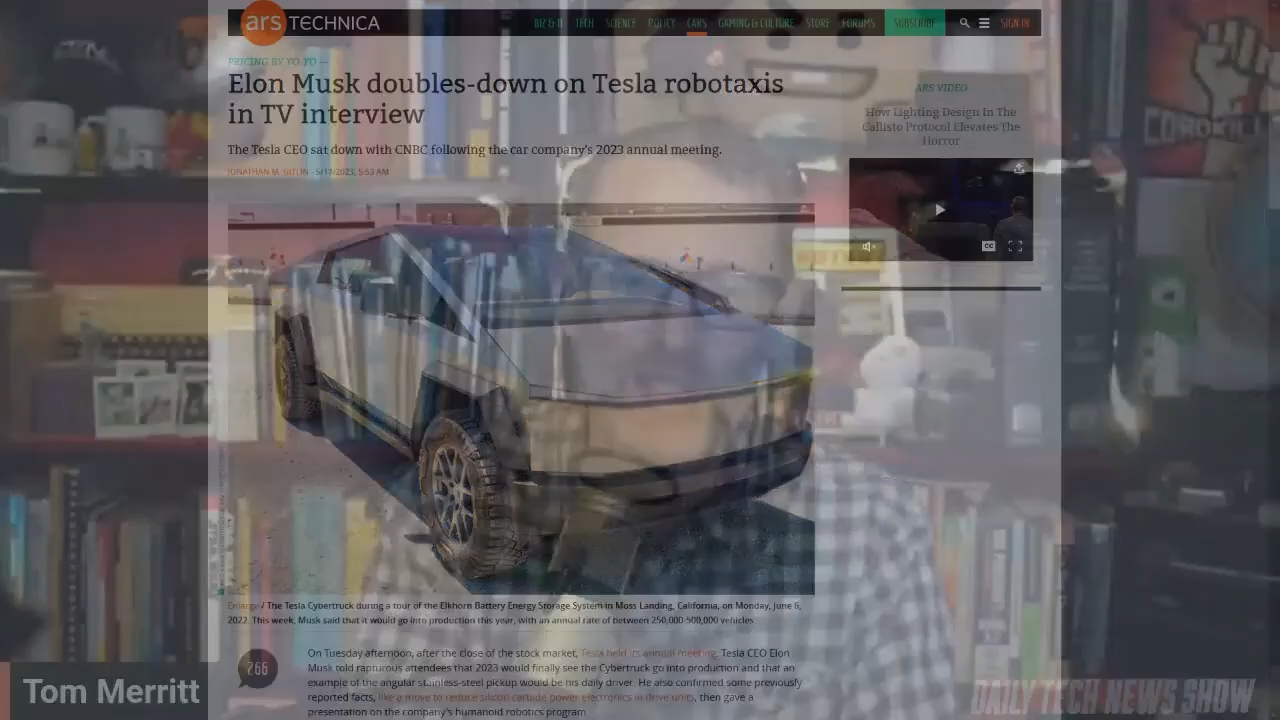 ars TECHNICA
BIZ & IT TECH SCIENCE POLICY CARS GAMING & CULTURE STORE FORUMS SUBSCRIBE SIGN IN
PRICING BY YO-YO —
Elon Musk doubles-down on Tesla robotaxis
in TV interview
The Tesla CEO sat down with CNBC following the car company's 2023 annual meeting.
JONATHAN M. GITLIN - 5/17/2023, 5:53 AM
ARS VIDEO
How Lighting Design In The
Callisto Protocol Elevates The
Horror
CC
Enlarge / The Tesla Cybertruck during a tour of the Elkhorn Battery Energy Storage System in Moss Landing, California, on Monday, June 6,
2022. This week, Musk said that it would go into production this year, with an annual rate of between 250,000-500,000 vehicles
266
On Tuesday afternoon, after the close of the stock market, Tesla held its annual meeting. Tesla CEO Elon
Musk told rapturous attendees that 2023 would finally see the Cybertruck go into production and that an
example of the angular stainless-steel pickup would be his daily driver. He also confirmed some previously
reported facts, like a move to reduce silicon carbide power electronics in drive units, then gave a
presentation on the company's humanoid robotics program.
Tom Merritt
DAILY TECH NEWS SHOW